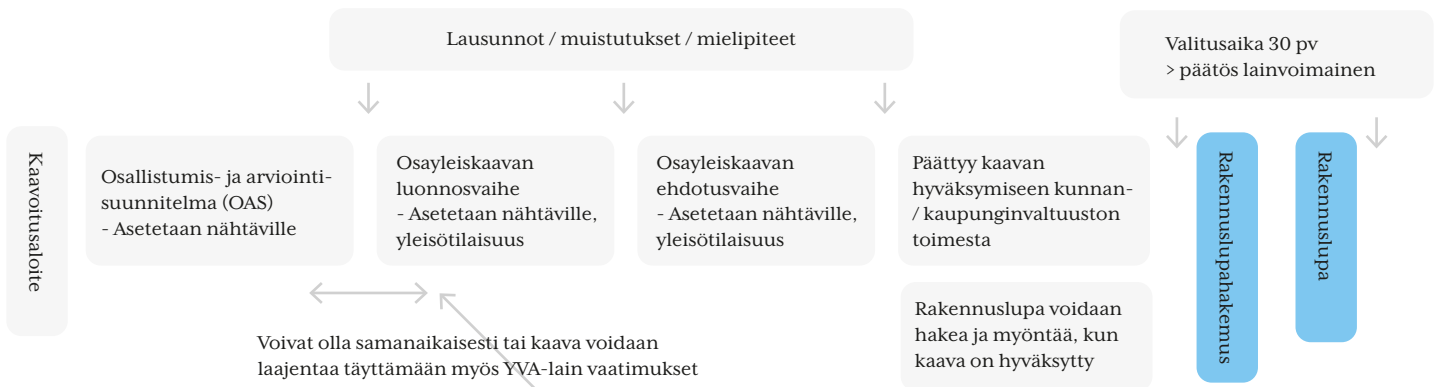 Lausunnot / muistutukset / mielipiteet
Valitusaika 30 pv
> päätös lainvoimainen
Kaavoitusaloite
Osallistumis- ja arviointi-
suunnitelma (OAS)
- Asetetaan nähtäville
Osayleiskaavan
luonnosvaihe
- Asetetaan nähtäville,
yleisötilaisuus
Osayleiskaavan
ehdotusvaihe
- Asetetaan nähtäville,
yleisötilaisuus
Päättyy kaavan
hyväksymiseen kunnan-
/ kaupunginvaltuuston
toimesta
Rakennuslupahakemus
Rakennuslupa
Voivat olla samanaikaisesti tai kaava voidaan
laajentaa täyttämään myös YVA-lain vaatimukset
Rakennuslupa voidaan
hakea ja myöntää, kun
kaava on hyväksytty